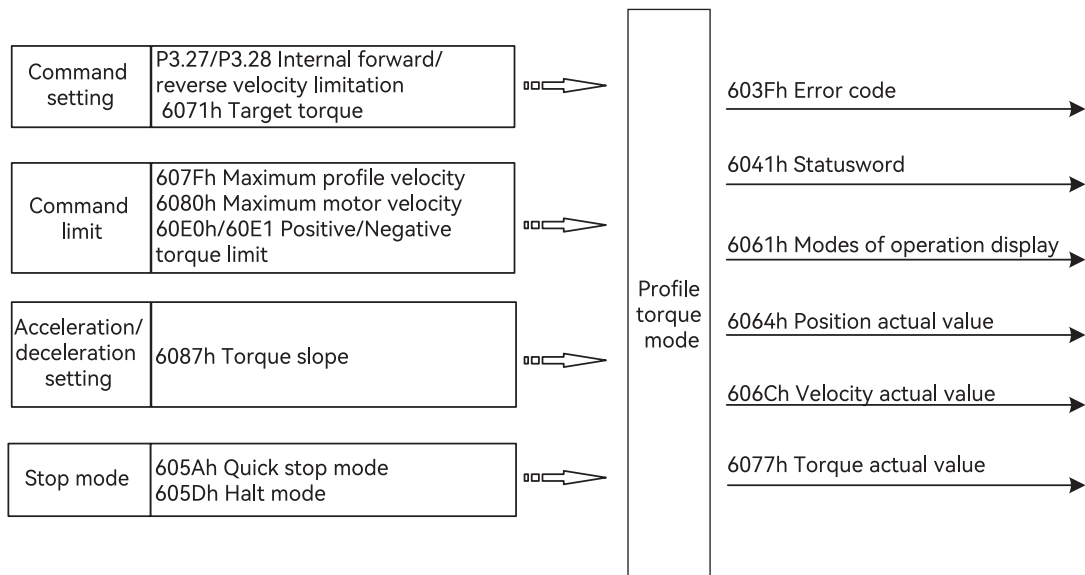 Command
setting
P3.27/P3.28 Internal forward/
reverse velocity limitation
6071h Target torque
Command
limit
607Fh Maximum profile velocity
6080h Maximum motor velocity
60E0h/60E1 Positive/Negative
torque limit
Acceleration/
deceleration
setting
6087h Torque slope
Stop mode
605Ah Quick stop mode
605Dh Halt mode
Profile
torque
mode
603Fh Error code
6041h Statusword
6061h Modes of operation display
6064h Position actual value
606Ch Velocity actual value
6077h Torque actual value